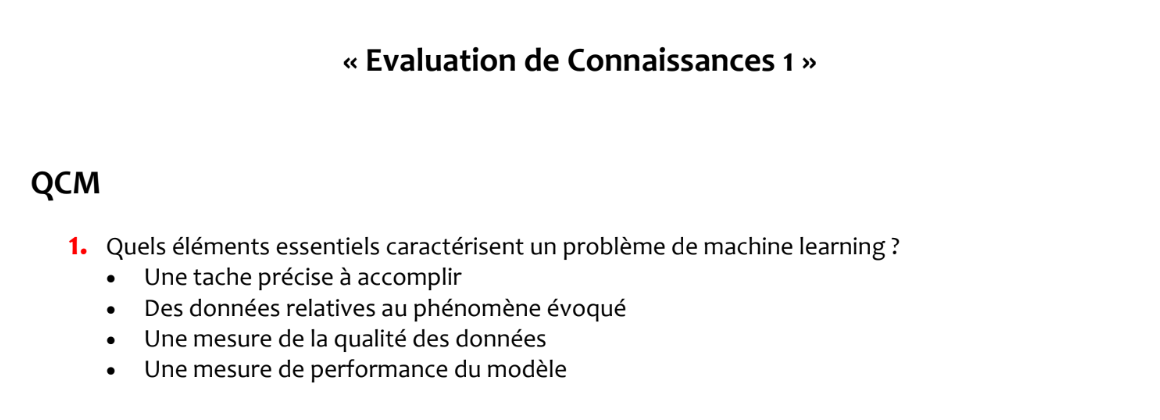 « Evaluation de Connaissances 1 »
QCM
1. Quels éléments essentiels caractérisent un problème de machine learning ?
• Une tache précise à accomplir
• Des données relatives au phénomène évoqué
• Une mesure de la qualité des données
• Une mesure de performance du modèle